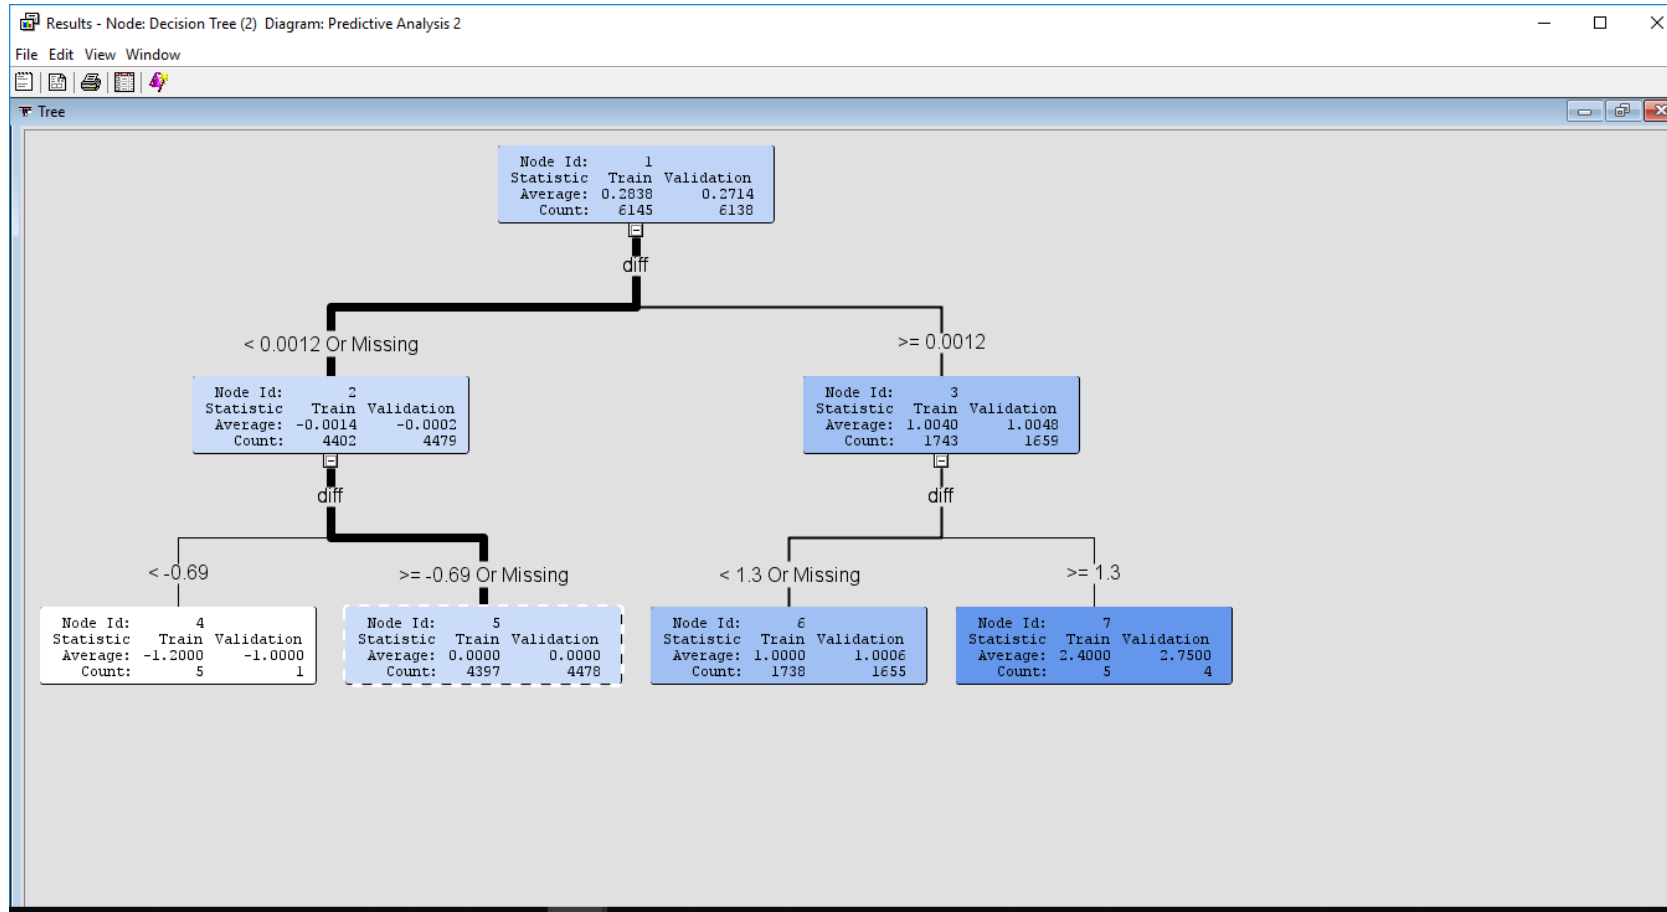 Results - Node: Decision Tree (2) Diagram: Predictive Analysis 2
File Edit View Window
Tree
Node Id: 1
Statistic Train Validation
Average: 0.2838 0.2714
Count: 6145 6138
diff
< 0.0012 Or Missing
>= 0.0012
Node Id: 2
Statistic Train Validation
Average: -0.0014 -0.0002
Count: 4402 4479
Node Id: 3
Statistic Train Validation
Average: 1.0040 1.0048
Count: 1743 1659
diff
diff
< -0.69
>= -0.69 Or Missing
< 1.3 Or Missing
>= 1.3
Node Id: 4
Statistic Train Validation
Average: -1.2000 -1.0000
Count: 5 1
Node Id: 5
Statistic Train Validation
Average: 0.0000 0.0000
Count: 4397 4478
Node Id: 6
Statistic Train Validation
Average: 1.0000 1.0006
Count: 1738 1655
Node Id: 7
Statistic Train Validation
Average: 2.4000 2.7500
Count: 5 4